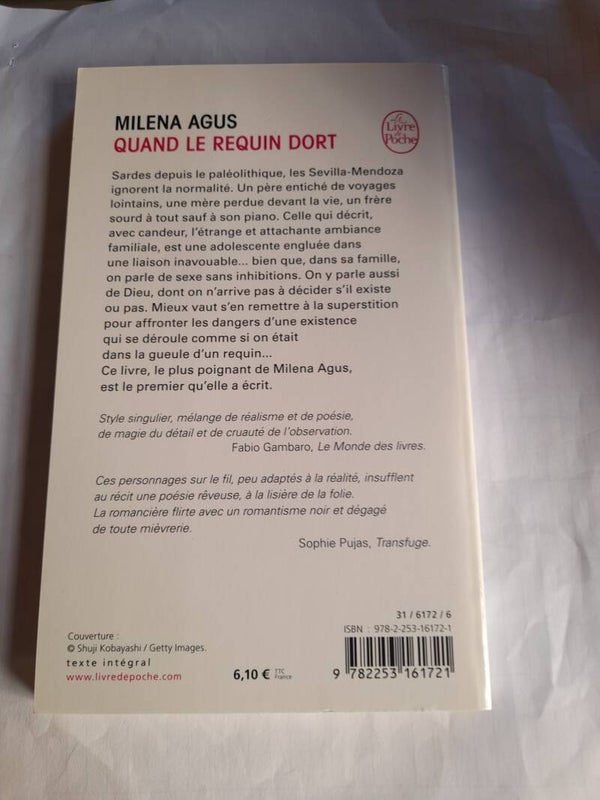 MILENA AGUS
QUAND LE REQUIN DORT
Le
Livre
de
Poche
Sardes depuis le paléolithique, les Sevilla-Mendoza
ignorent la normalité. Un père entiché de voyages
lointains, une mère perdue devant la vie, un frère
sourd à tout sauf à son piano. Celle qui décrit,
avec candeur, l'étrange et attachante ambiance
familiale, est une adolescente engluée dans
une liaison inavouable... bien que, dans sa famille,
on parle de sexe sans inhibitions. On y parle aussi
de Dieu, dont on n'arrive pas à décider s'il existe
ou pas. Mieux vaut s'en remettre à la superstition
pour affronter les dangers d'une existence
qui se déroule comme si on était
dans la gueule d'un requin...
Ce livre, le plus poignant de Milena Agus,
est le premier qu'elle a écrit.
Style singulier, mélange de réalisme et de poésie,
de magie du détail et de cruauté de l'observation.
Fabio Gambaro, Le Monde des livres.
Ces personnages sur le fil, peu adaptés à la réalité, insufflent
au récit une poésie rêveuse, à la lisière de la folie.
La romancière flirte avec un romantisme noir et dégagé
de toute mièvrerie.
Sophie Pujas, Transfuge.
Couverture :
© Shuji Kobayashi / Getty Images.
texte intégral
www.livredepoche.com
6,10 € TTC
France
31 / 6172 / 6
ISBN : 978-2-253-16172-1
9 782253 161721